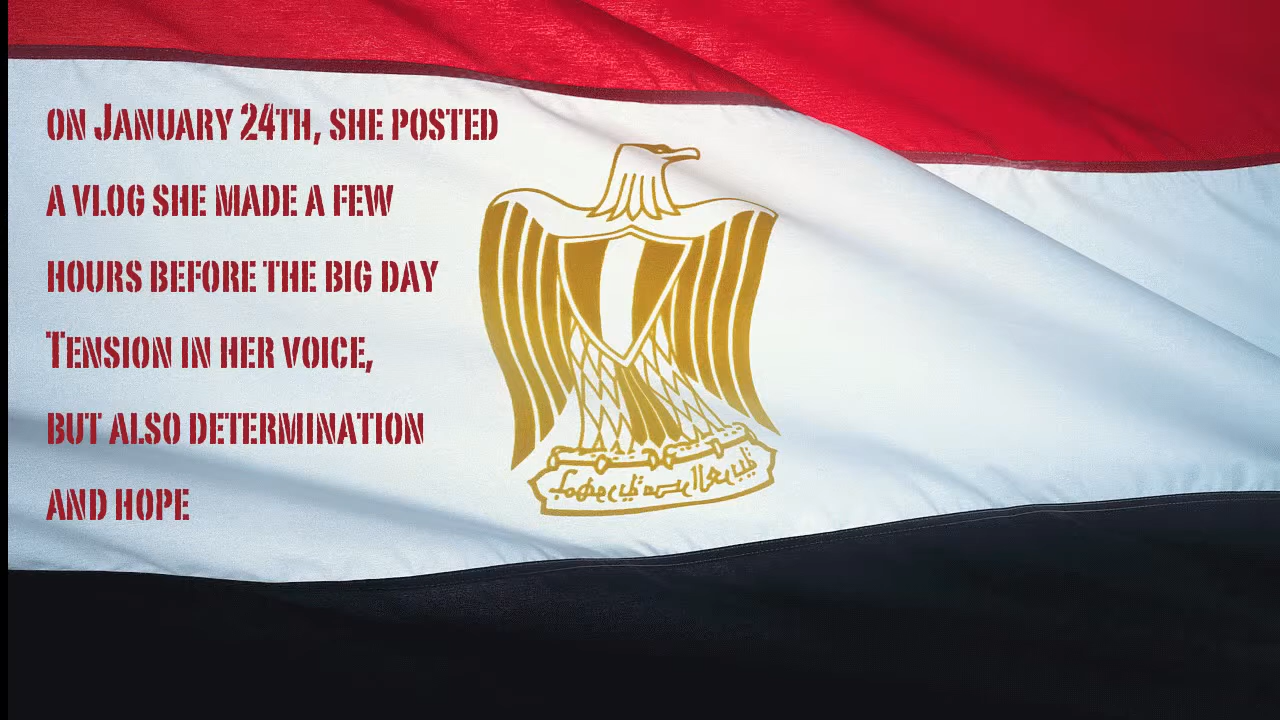 on January 24th, she posted
a vlog she made a few
hours before the big day
Tension in her voice,
but also determination
and hope